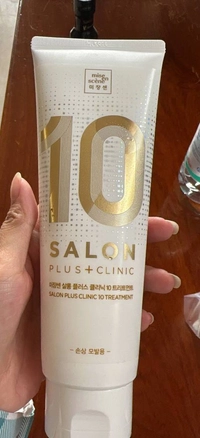 mise
en
scène
미쟝센
10
SALON
PLUS+CLINIC
미쟝센 살롱 플러스 클리닉 10 트리트먼트
SALON PLUS CLINIC 10 TREATMENT
- 손상 모발용 -